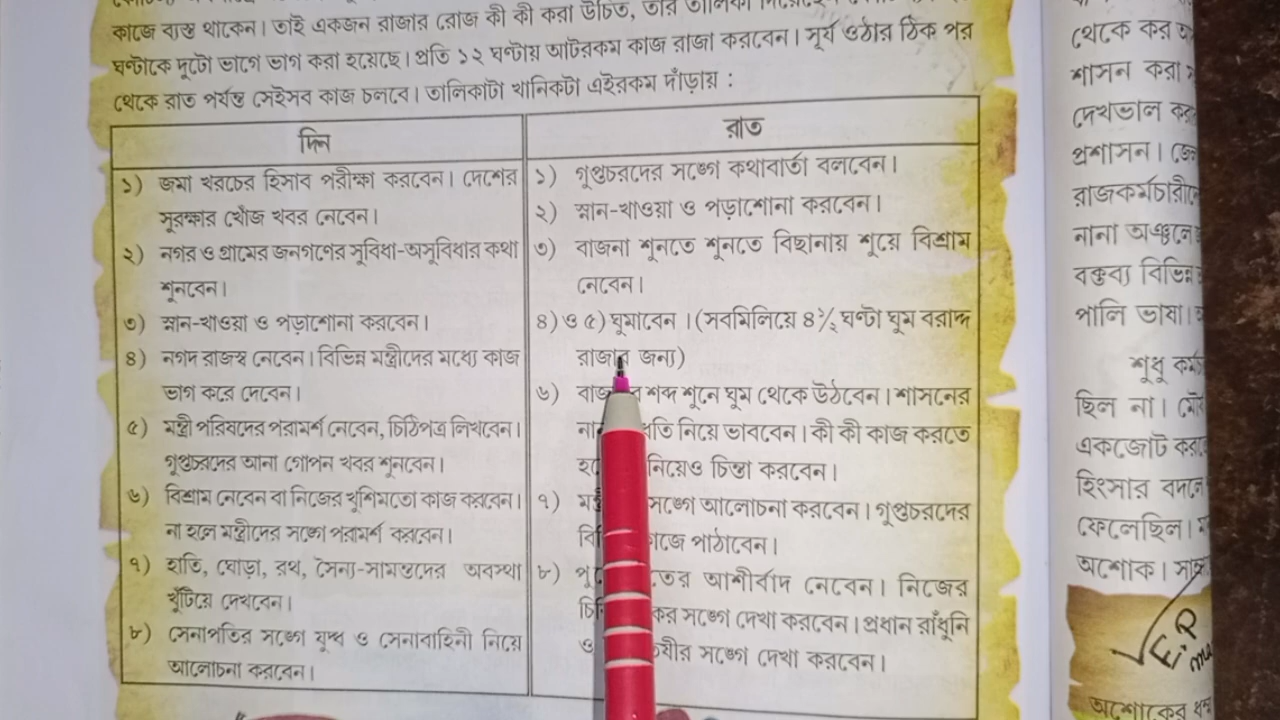 কাজে ব্যস্ত থাকেন। তাই একজন রাজার রোজ কী কী করা উচিত, তার তালিকা
ঘণ্টাকে দুটো ভাগে ভাগ করা হয়েছে। প্রতি ১২ ঘণ্টায় আটরকম কাজ রাজা করবেন। সূর্য ওঠার ঠিক পর
থেকে রাত পর্যন্ত সেইসব কাজ চলবে। তালিকাটা খানিকটা এইরকম দাঁড়ায় :
দিন
১) জমা খরচের হিসাব পরীক্ষা করবেন। দেশের
সুরক্ষার খোঁজ খবর নেবেন।
২) নগর ও গ্রামের জনগণের সুবিধা-অসুবিধার কথা
শুনবেন।
৩) স্নান-খাওয়া ও পড়াশোনা করবেন।
৪) নগদ রাজস্ব নেবেন। বিভিন্ন মন্ত্রীদের মধ্যে কাজ
ভাগ করে দেবেন।
৫) মন্ত্রী পরিষদের পরামর্শ নেবেন, চিঠিপত্র লিখবেন।
গুপ্তচরদের আনা গোপন খবর শুনবেন।
৬) বিশ্রাম নেবেন বা নিজের খুশিমতো কাজ করবেন।
না হলে মন্ত্রীদের সঙ্গে পরামর্শ করবেন।
৭) হাতি, ঘোড়া, রথ, সৈন্য-সামন্তদের অবস্থা
খুঁটিয়ে দেখবেন।
৮) সেনাপতির সঙ্গে যুদ্ধ ও সেনাবাহিনী নিয়ে
আলোচনা করবেন।
রাত
১) গুপ্তচরদের সঙ্গে কথাবার্তা বলবেন।
২) স্নান-খাওয়া ও পড়াশোনা করবেন।
৩) বাজনা শুনতে শুনতে বিছানায় শুয়ে বিশ্রাম
নেবেন।
৪) ও ৫) ঘুমাবেন। (সবমিলিয়ে ৪½ ঘণ্টা ঘুম বরাদ্দ
রাজার জন্য)
৬) শব্দ শুনে ঘুম থেকে উঠবেন। শাসনের
নিয়ে ভাববেন। কী কী কাজ করতে
নিয়েও চিন্তা করবেন।
৭) সঙ্গে আলোচনা করবেন। গুপ্তচরদের
পাঠাবেন।
৮) আশীর্বাদ নেবেন। নিজের
সঙ্গে দেখা করবেন। প্রধান রাঁধুনি
ও সঙ্গে দেখা করবেন।
থেকে কর
শাসন করা
দেখভাল
প্রশাসন।
নানা
বক্তব্য বিভিন্ন
পালি ভাষা।
শুধু
ছিল না।
একজোট
হিংসার বদলে
ফেলেছিল।
অশোক।
অশোকের